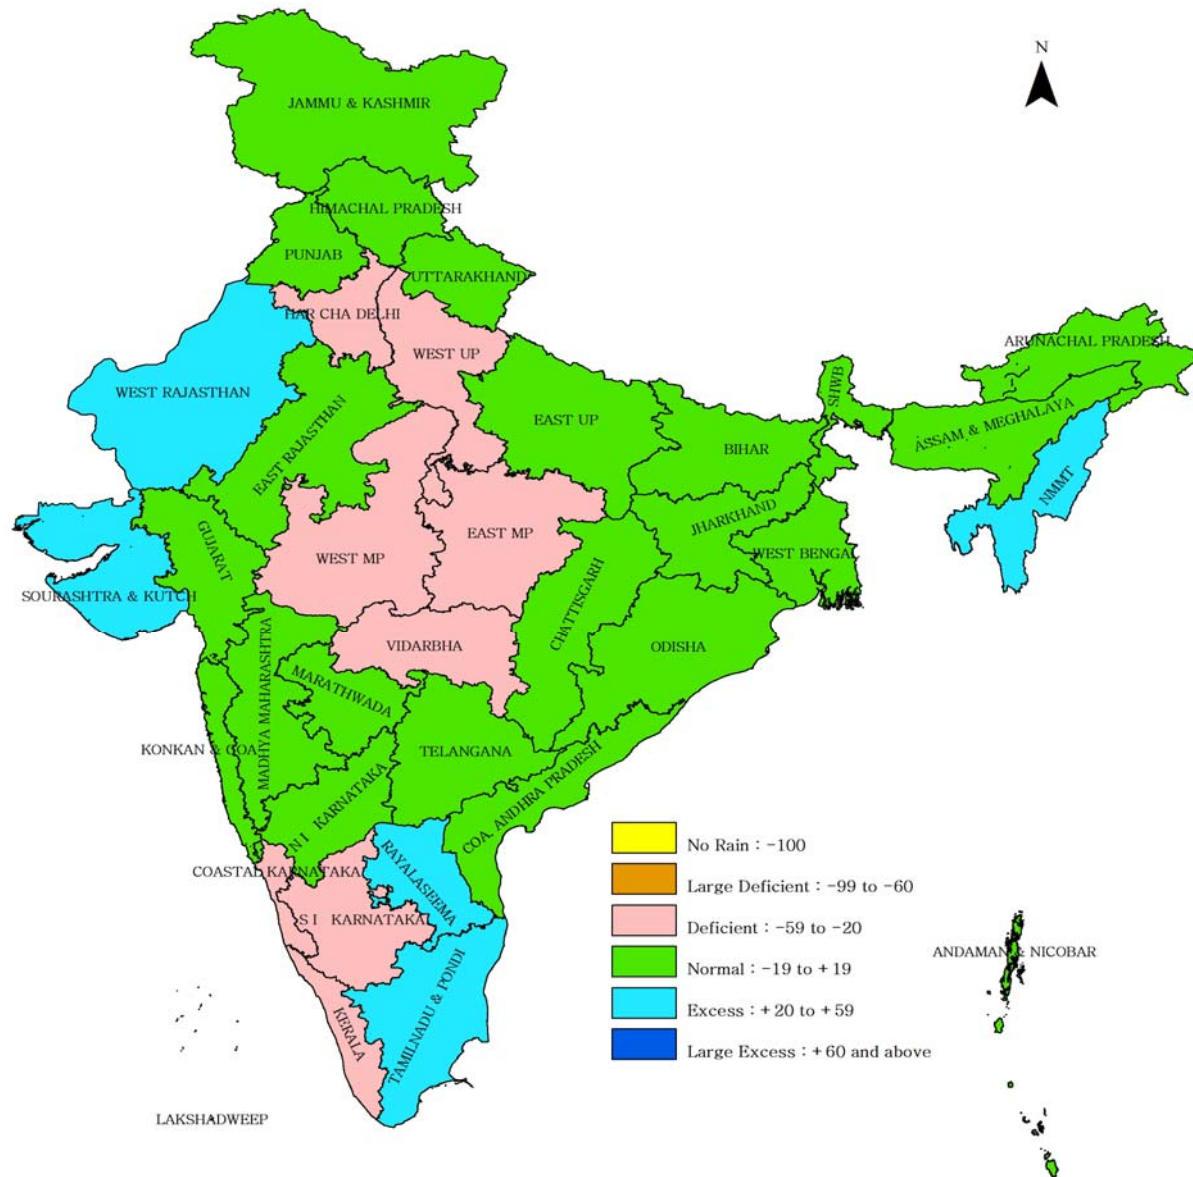 N
JAMMU & KASHMIR
HIMACHAL PRADESH
PUNJAB
UTTARAKHAND
HAR CHA DELHI
WEST UP
ARUNACHAL PRADESH
WEST RAJASTHAN
SHWB
EAST RAJASTHAN
EAST UP
ASSAM & MEGHALAYA
BIHAR
NMMT
JHARKHAND
GUJARAT
WEST MP
EAST MP
WEST BENGAL
SOURASHTRA & KUTCH
CHATTISGARH
VIDARBHA
ODISHA
MADHYA MAHARASHTRA
MARATHWADA
KONKAN & GOA
TELANGANA
N I KARNATAKA
COA. ANDHRA PRADESH
COASTAL KARNATAKA
RAYALASEEMA
S I KARNATAKA
KERALA
TAMILNADU & PONDI
LAKSHADWEEP
ANDAMAN & NICOBAR
No Rain : -100
Large Deficient : -99 to -60
Deficient : -59 to -20
Normal : -19 to +19
Excess : +20 to +59
Large Excess : +60 and above